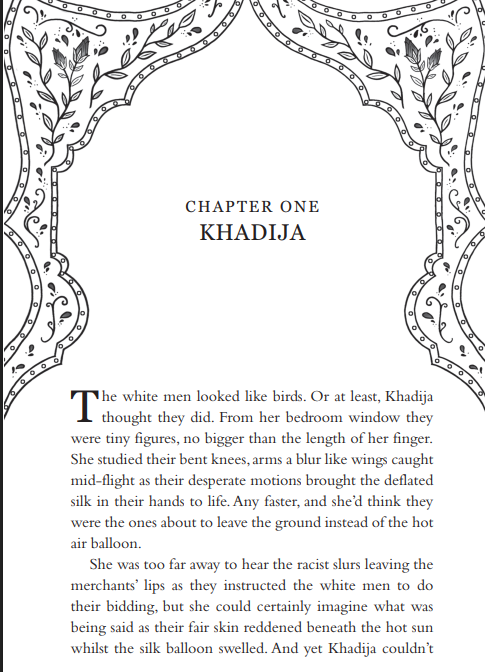 CHAPTER ONE
KHADIJA
The white men looked like birds. Or at least, Khadija
thought they did. From her bedroom window they
were tiny figures, no bigger than the length of her finger.
She studied their bent knees, arms a blur like wings caught
mid-flight as their desperate motions brought the deflated
silk in their hands to life. Any faster, and she'd think they
were the ones about to leave the ground instead of the hot
air balloon.
She was too far away to hear the racist slurs leaving the
merchants' lips as they instructed the white men to do
their bidding, but she could certainly imagine what was
being said as their fair skin reddened beneath the hot sun
whilst the silk balloon swelled. And yet Khadija couldn't